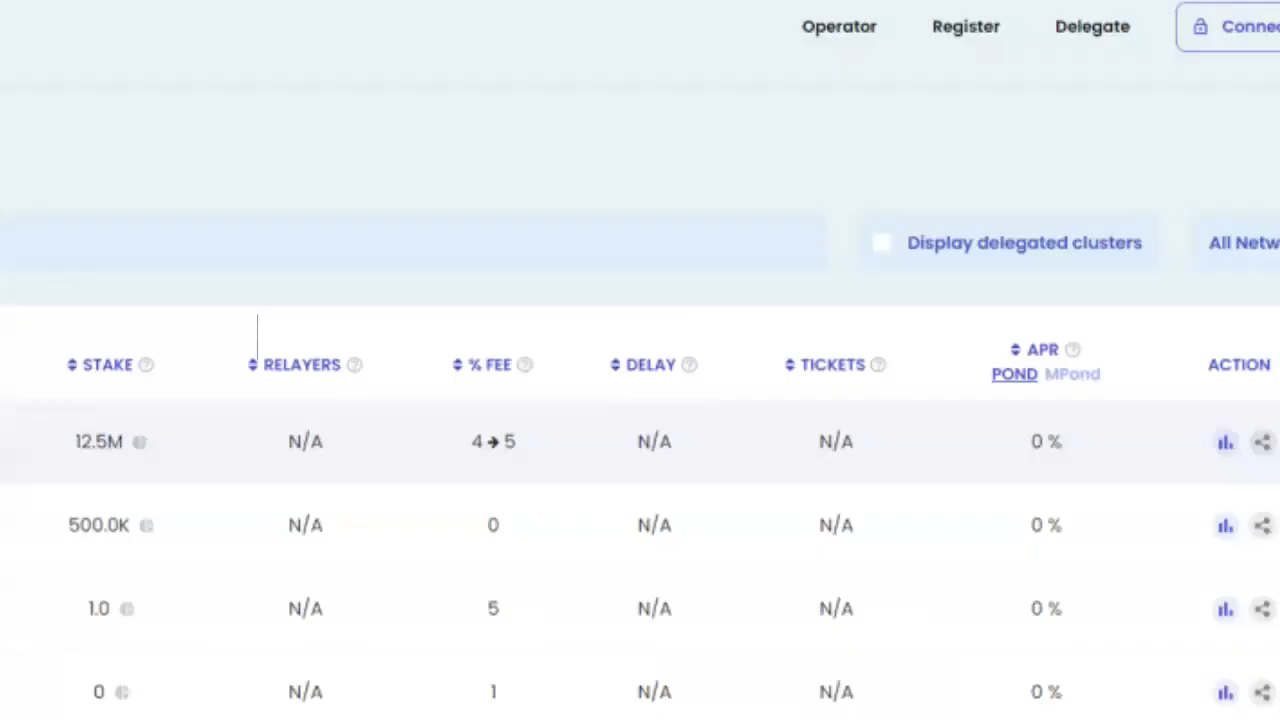 Operator Register Delegate Connec
Display delegated clusters All Netw
STAKE RELAYERS % FEE DELAY TICKETS APR ACTION
POND MPond
12.5M N/A 4 → 5 N/A N/A 0 %
500.0K N/A 0 N/A N/A 0 %
1.0 N/A 5 N/A N/A 0 %
0 N/A 1 N/A N/A 0 %